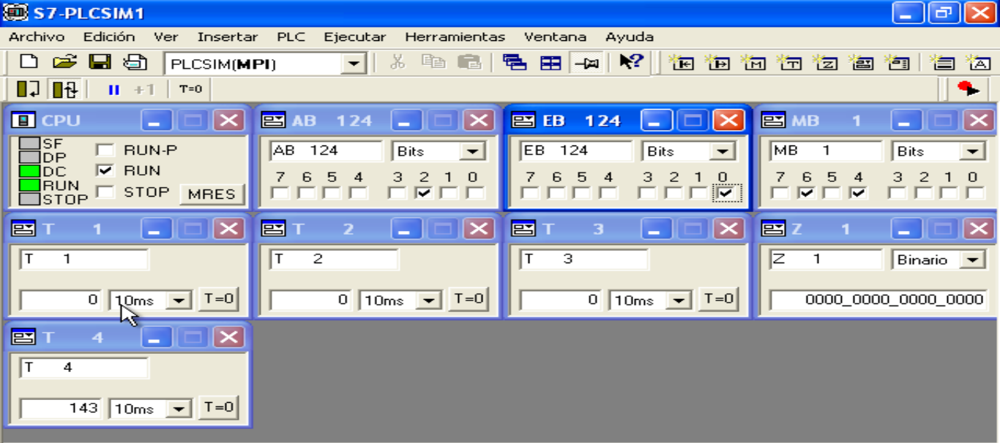 S7-PLCSIM1
Archivo Edición Ver Insertar PLC Ejecutar Herramientas Ventana Ayuda
PLCSIM(MPI)
+1 T=0
CPU
SF
DP
DC
RUN
STOP
RUN-P
RUN
STOP MRES
AB 124
AB 124 Bits
7 6 5 4 3 2 1 0
EB 124
EB 124 Bits
7 6 5 4 3 2 1 0
MB 1
MB 1 Bits
7 6 5 4 3 2 1 0
T 1
T 1
0 10ms T=0
T 2
T 2
0 10ms T=0
T 3
T 3
0 10ms T=0
Z 1
Z 1 Binario
0000_0000_0000_0000
T 4
T 4
143 10ms T=0